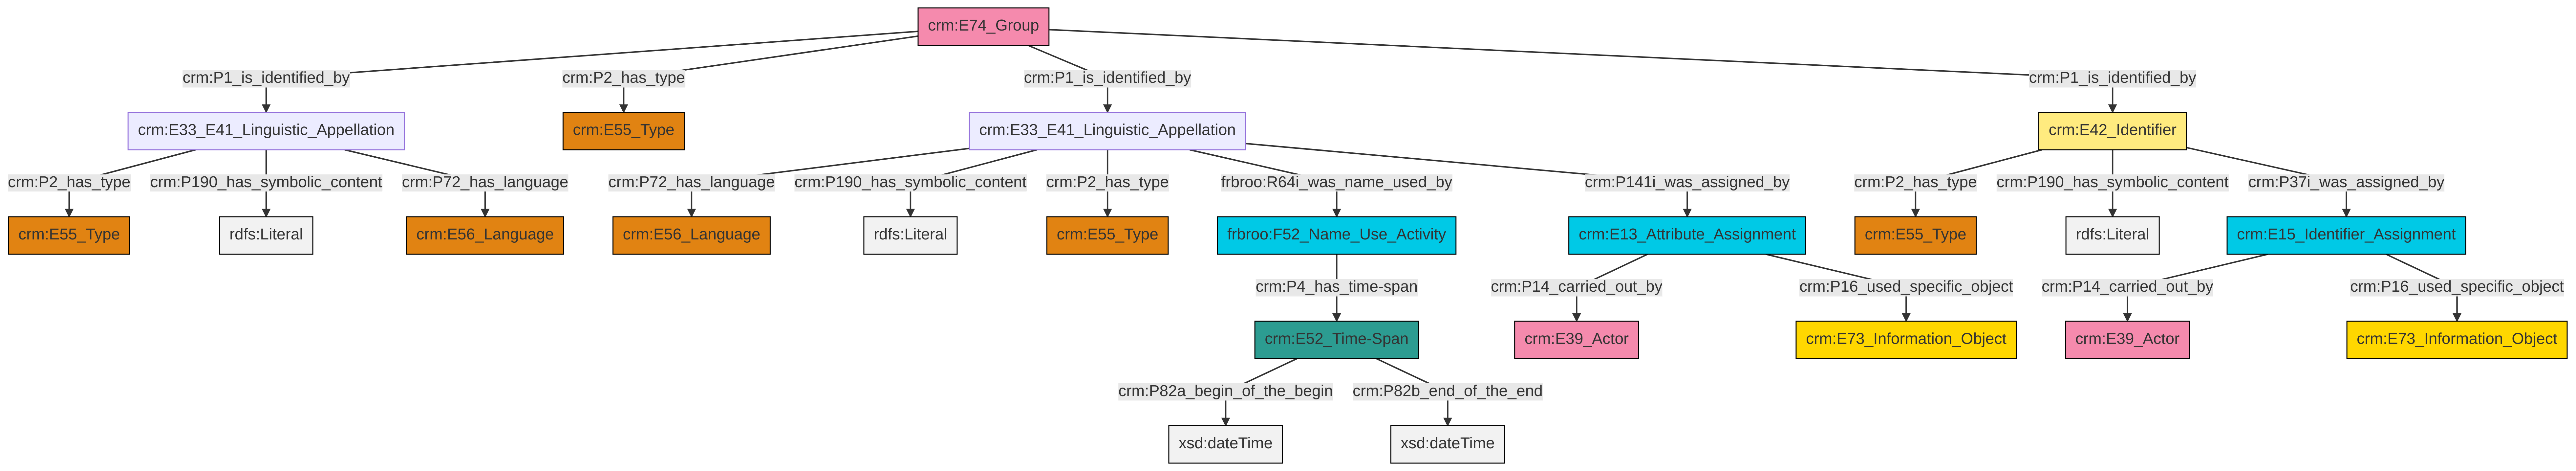 crm:E74_Group
crm:P1_is_identified_by
crm:P2_has_type
crm:P1_is_identified_by
crm:P1_is_identified_by
crm:E33_E41_Linguistic_Appellation
crm:E55_Type
crm:E33_E41_Linguistic_Appellation
crm:E42_Identifier
crm:P2_has_type
crm:P190_has_symbolic_content
crm:P72_has_language
crm:P72_has_language
crm:P190_has_symbolic_content
crm:P2_has_type
frbroo:R64i_was_name_used_by
crm:P141i_was_assigned_by
crm:P2_has_type
crm:P190_has_symbolic_content
crm:P37i_was_assigned_by
crm:E55_Type
rdfs:Literal
crm:E56_Language
crm:E56_Language
rdfs:Literal
crm:E55_Type
frbroo:F52_Name_Use_Activity
crm:E13_Attribute_Assignment
crm:E55_Type
rdfs:Literal
crm:E15_Identifier_Assignment
crm:P4_has_time-span
crm:P14_carried_out_by
crm:P16_used_specific_object
crm:P14_carried_out_by
crm:P16_used_specific_object
crm:E52_Time-Span
crm:E39_Actor
crm:E73_Information_Object
crm:E39_Actor
crm:E73_Information_Object
crm:P82a_begin_of_the_begin
crm:P82b_end_of_the_end
xsd:dateTime
xsd:dateTime